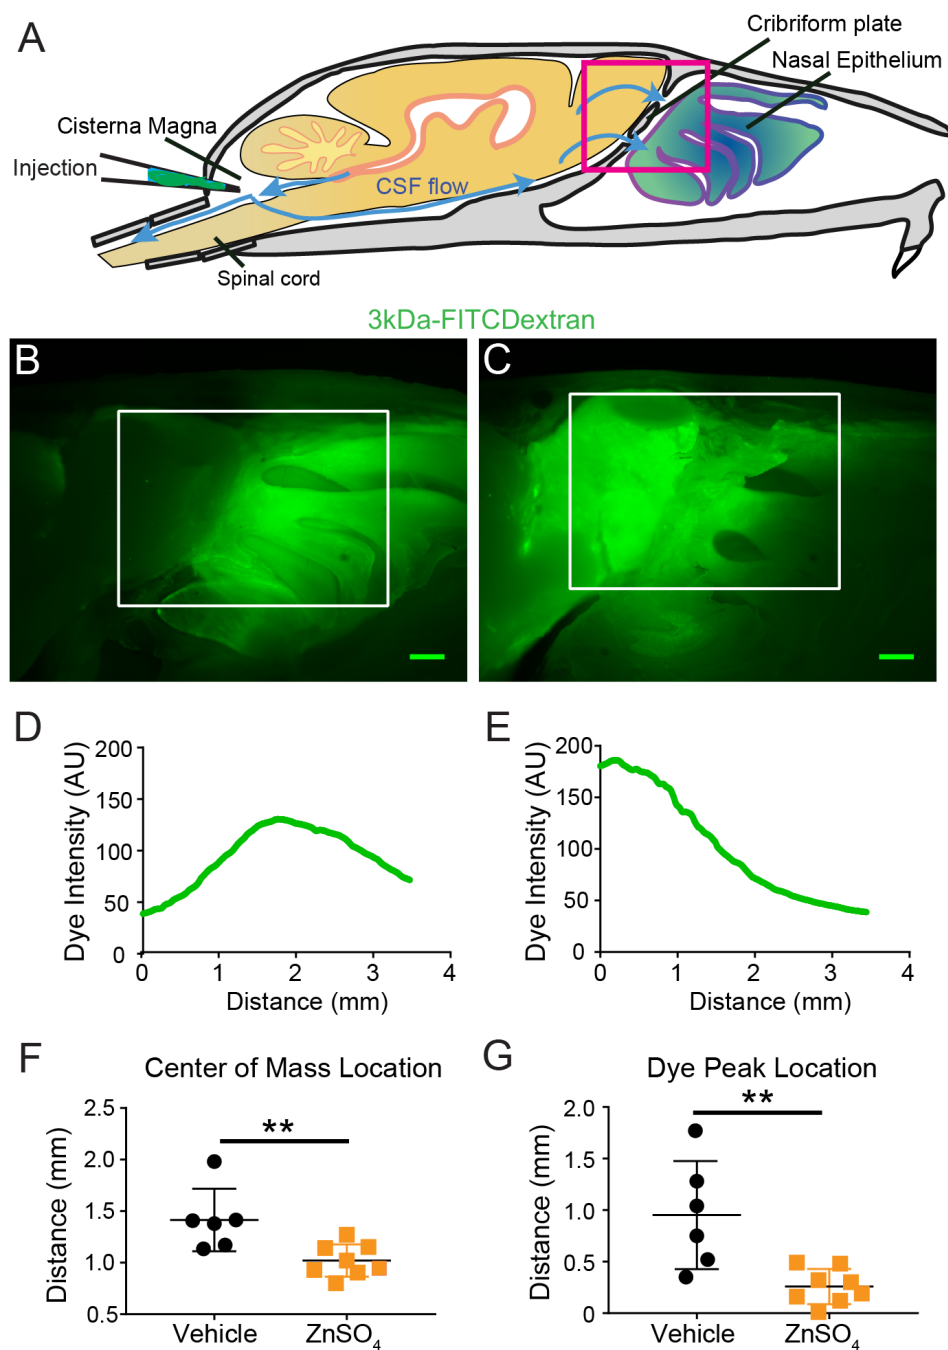 A
Cribriform plate
Nasal Epithelium
Cisterna Magna
Injection
CSF flow
Spinal cord
3kDa-FITCDextran
B
C
D
E
200
150
100
50
0
Dye Intensity (AU)
0 1 2 3 4
Distance (mm)
200
150
100
50
0
Dye Intensity (AU)
0 1 2 3 4
Distance (mm)
F
Center of Mass Location
**
2.5
2.0
1.5
1.0
0.5
Distance (mm)
Vehicle ZnSO4
G
Dye Peak Location
**
2.0
1.5
1.0
0.5
0
Distance (mm)
Vehicle ZnSO4